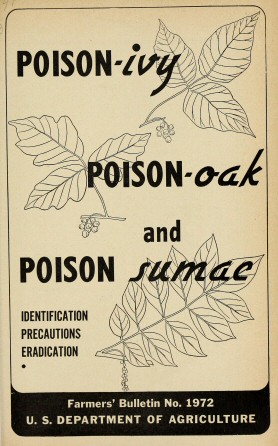 POISON-ivy
POISON-oak
and
POISON sumac
IDENTIFICATION
PRECAUTIONS
ERADICATION
•
Farmers' Bulletin No. 1972
U. S. DEPARTMENT OF AGRICULTURE